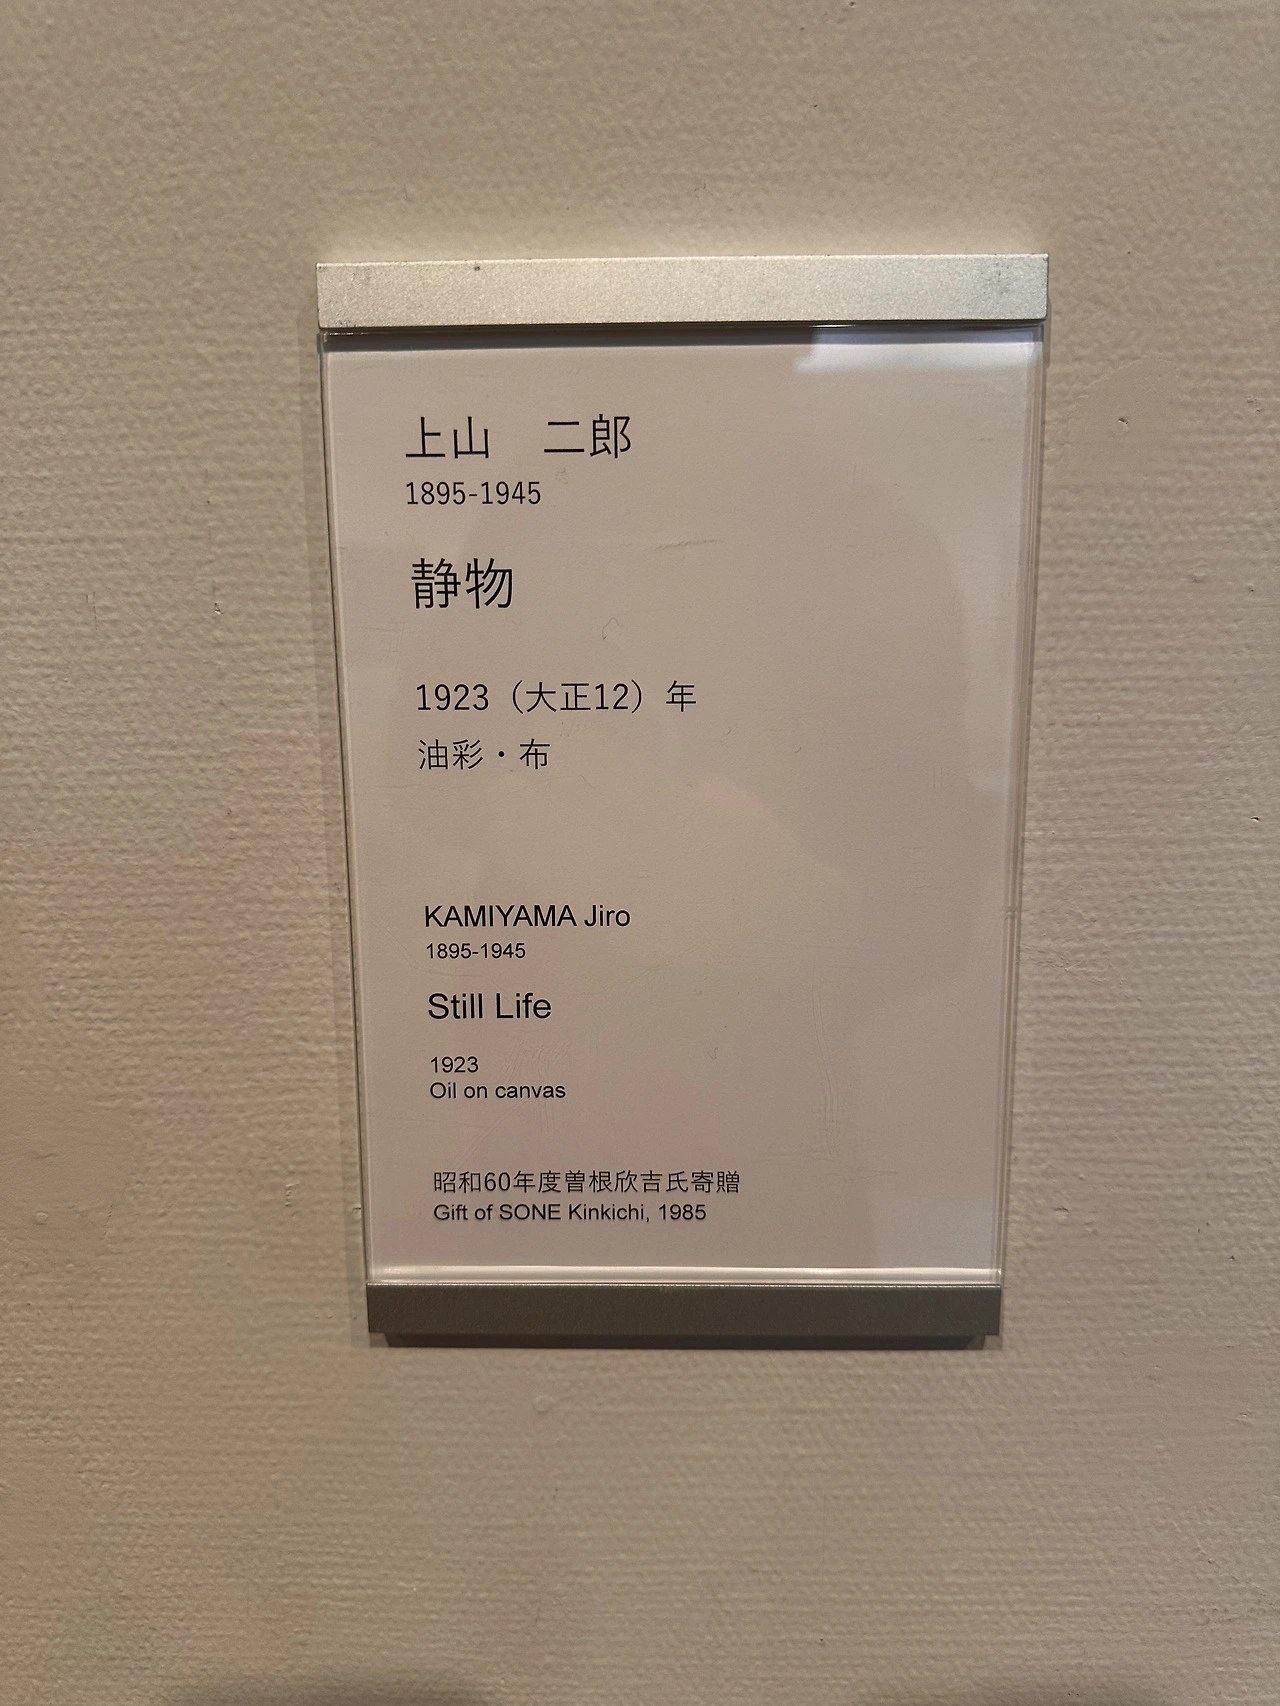 上山　二郎
1895-1945
静物
1923（大正12）年
油彩・布
KAMIYAMA Jiro
1895-1945
Still Life
1923
Oil on canvas
昭和60年度曽根欣吉氏寄贈
Gift of SONE Kinkichi, 1985